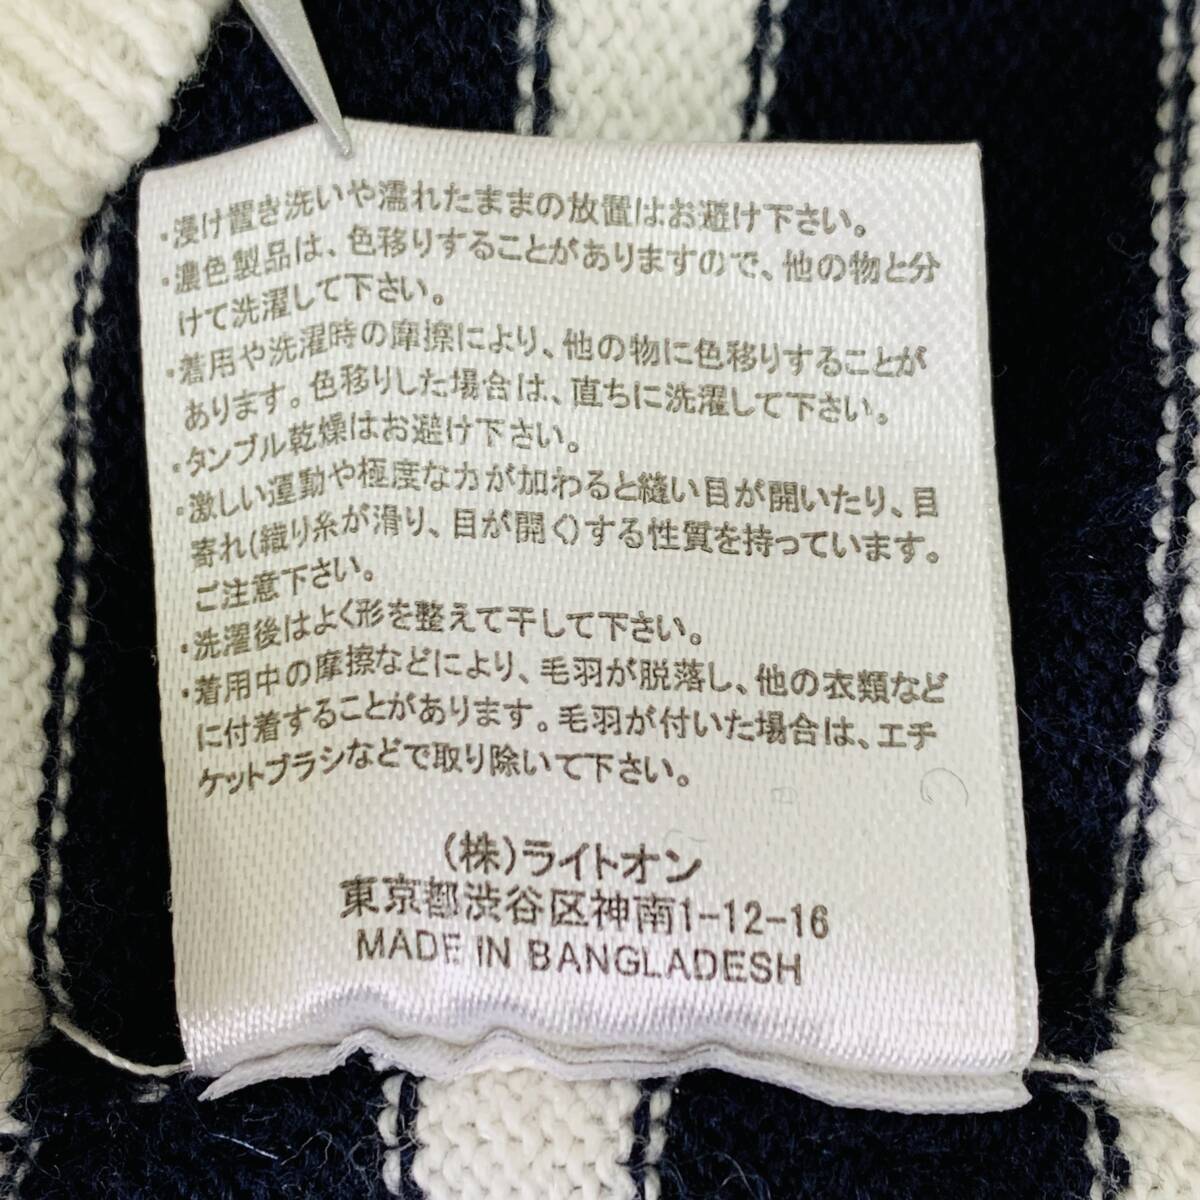 ・浸け置き洗いや濡れたままの放置はお避け下さい。
・濃色製品は、色移りすることがありますので、他の物と分
けて洗濯して下さい。
・着用や洗濯時の摩擦により、他の物に色移りすることが
あります。色移りした場合は、直ちに洗濯して下さい。
・タンブル乾燥はお避け下さい。
・激しい運動や極度な力が加わると縫い目が開いたり、目
寄れ(織り糸が滑り、目が開く)する性質を持っています。
ご注意下さい。
・洗濯後はよく形を整えて干して下さい。
・着用中の摩擦などにより、毛羽が脱落し、他の衣類など
に付着することがあります。毛羽が付いた場合は、エチ
ケットブラシなどで取り除いて下さい。
(株)ライトオン
東京都渋谷区神南1-12-16
MADE IN BANGLADESH